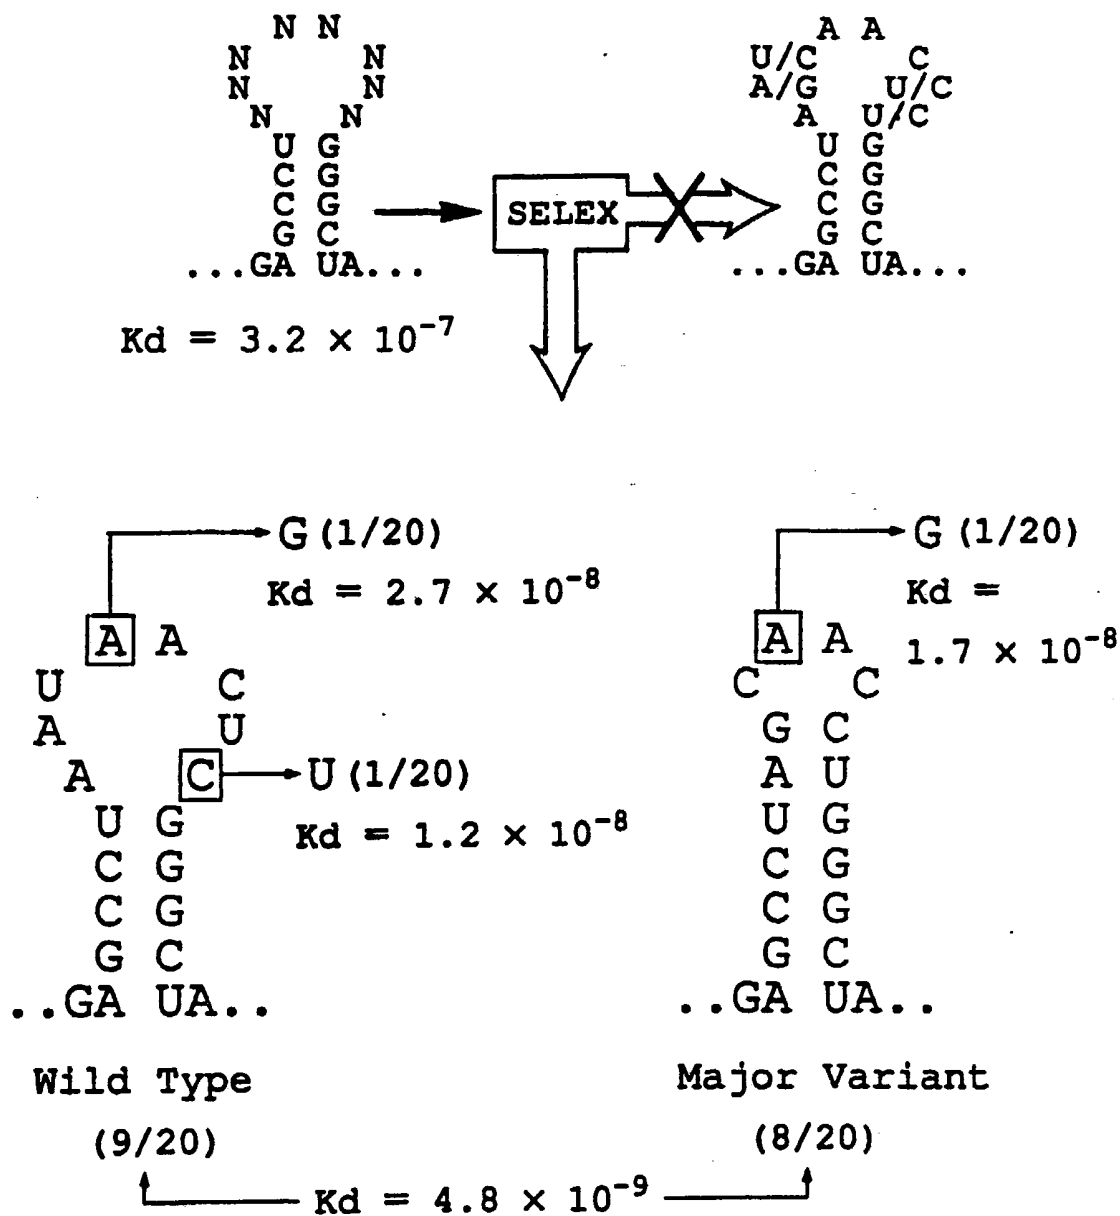 N N
N N
N N
N N
U G
C G
C G
G C
...GA UA...
Kd = 3.2 × 10⁻⁷
SELEX
A A
U/C C
A/G U/C
A U/C
U G
C G
C G
G C
...GA UA...
G (1/20)
Kd = 2.7 × 10⁻⁸
A A
U C
A U
A C
U (1/20)
Kd = 1.2 × 10⁻⁸
U G
C G
C G
G C
..GA UA..
Wild Type
(9/20)
G (1/20)
Kd =
1.7 × 10⁻⁸
A A
C C
G C
A U
U G
C G
C G
G C
..GA UA..
Major Variant
(8/20)
Kd = 4.8 × 10⁻⁹